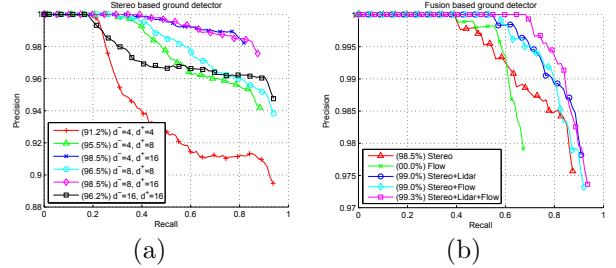 Stereo based ground detector
Precision
1
0.98
0.96
0.94
0.92
0.9
0.88
(91.2%) d⁻=4, d⁺=4
(95.5%) d⁻=4, d⁺=8
(98.5%) d⁻=4, d⁺=16
(96.5%) d⁻=8, d⁺=8
(98.5%) d⁻=8, d⁺=16
(96.2%) d⁻=16, d⁺=16
0 0.2 0.4 0.6 0.8 1
Recall
(a)
Fusion based ground detector
Precision
1
0.995
0.99
0.985
0.98
0.975
0.97
(98.5%) Stereo
(00.0%) Flow
(99.0%) Stereo+Lidar
(99.0%) Stereo+Flow
(99.3%) Stereo+Lidar+Flow
0 0.2 0.4 0.6 0.8 1
Recall
(b)